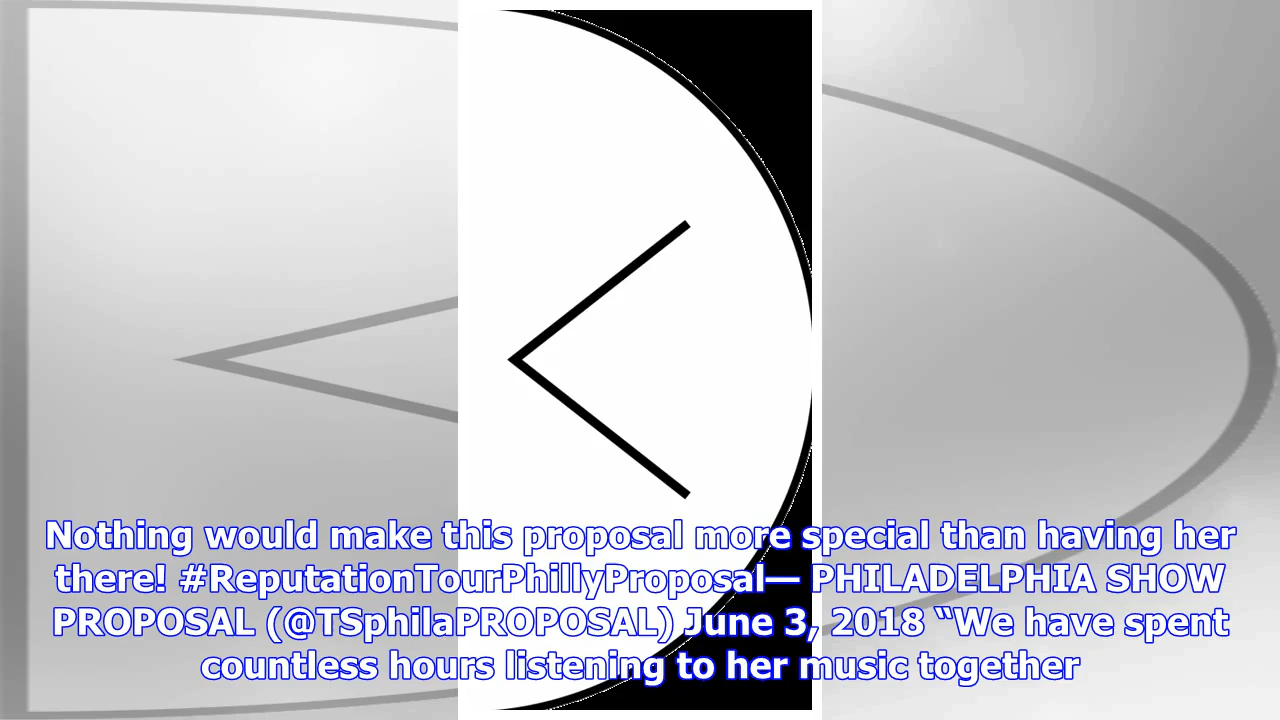 Nothing would make this proposal more special than having her
there! #ReputationTourPhillyProposal— PHILADELPHIA SHOW
PROPOSAL (@TSphilaPROPOSAL) June 3, 2018 “We have spent
countless hours listening to her music together